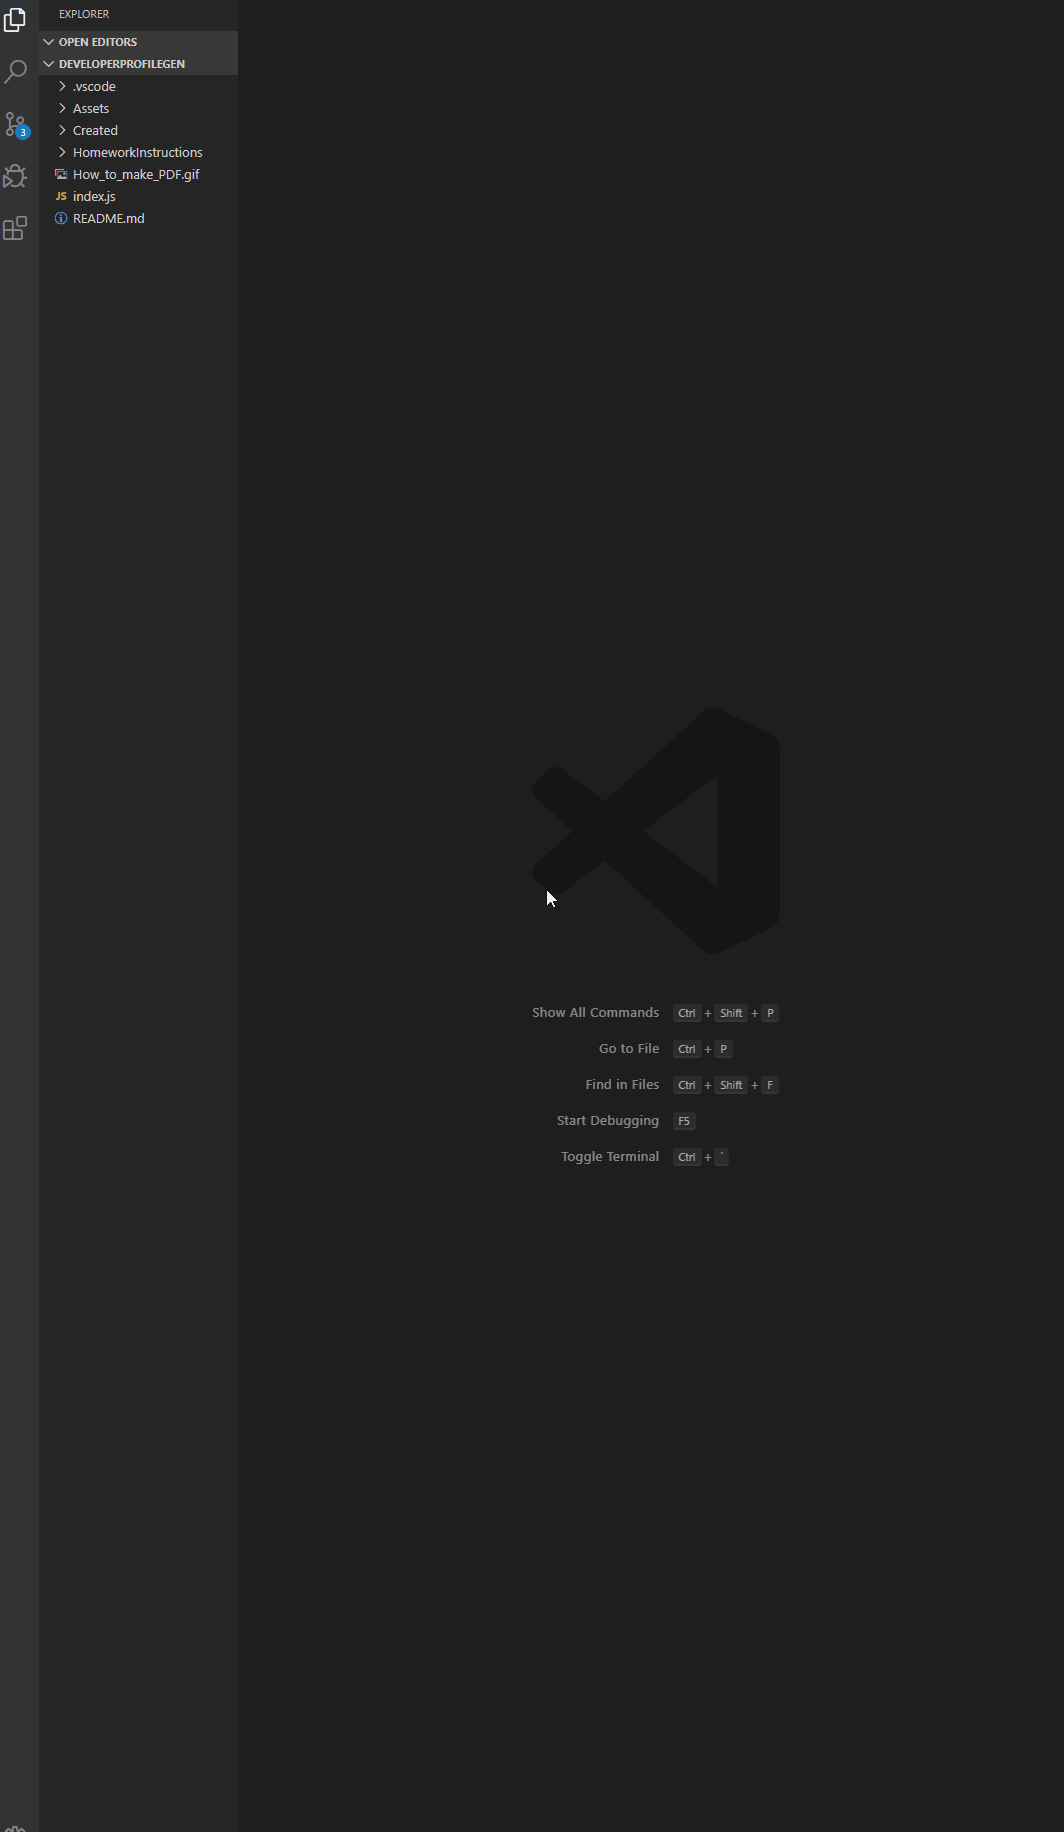 EXPLORER
OPEN EDITORS
DEVELOPERPROFILEGEN
.vscode
Assets
Created
3
HomeworkInstructions
How_to_make_PDF.gif
JS index.js
README.md
Show All Commands Ctrl + Shift + P
Go to File Ctrl + P
Find in Files Ctrl + Shift + F
Start Debugging F5
Toggle Terminal Ctrl + `